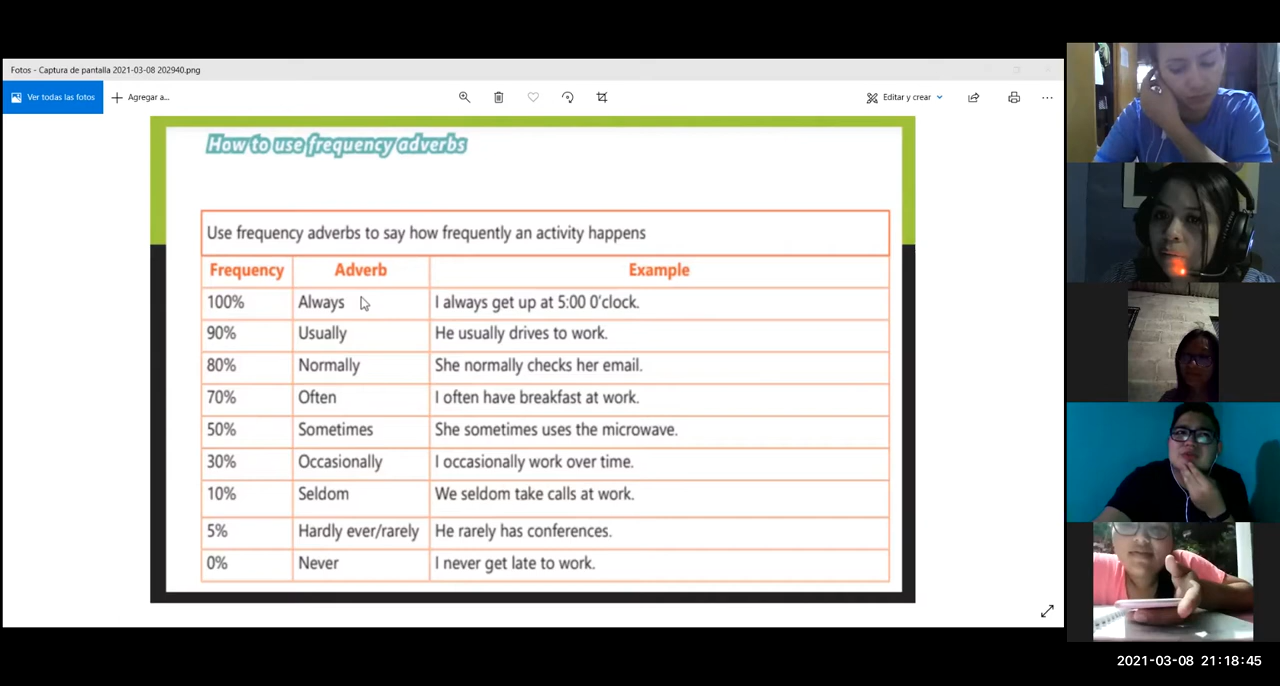 Fotos - Captura de pantalla 2021-03-08 202940.png
Ver todas las fotos
Agregar a...
Editar y crear
How to use frequency adverbs
Use frequency adverbs to say how frequently an activity happens
Frequency Adverb Example
100% Always I always get up at 5:00 0'clock.
90% Usually He usually drives to work.
80% Normally She normally checks her email.
70% Often I often have breakfast at work.
50% Sometimes She sometimes uses the microwave.
30% Occasionally I occasionally work over time.
10% Seldom We seldom take calls at work.
5% Hardly ever/rarely He rarely has conferences.
0% Never I never get late to work.
2021-03-08 21:18:45